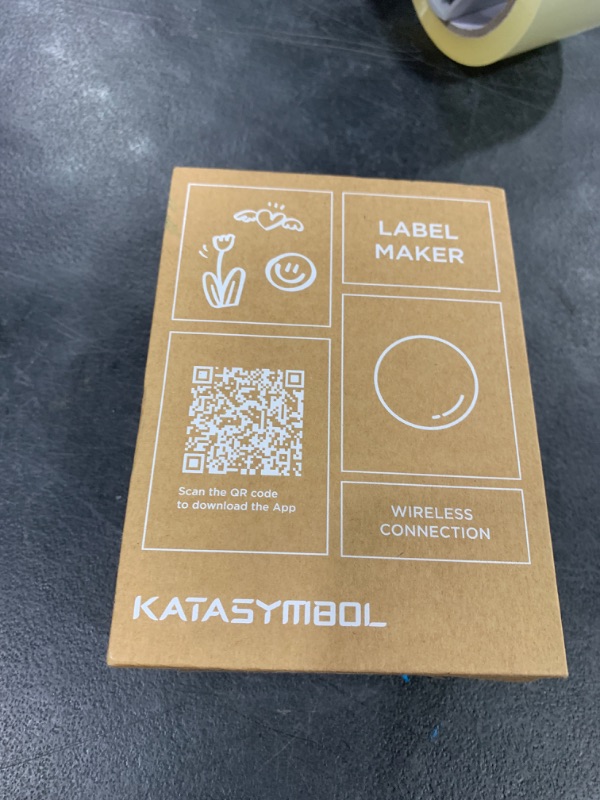 LABEL
MAKER
Scan the QR code
to download the App
WIRELESS
CONNECTION
KATASYMBOL